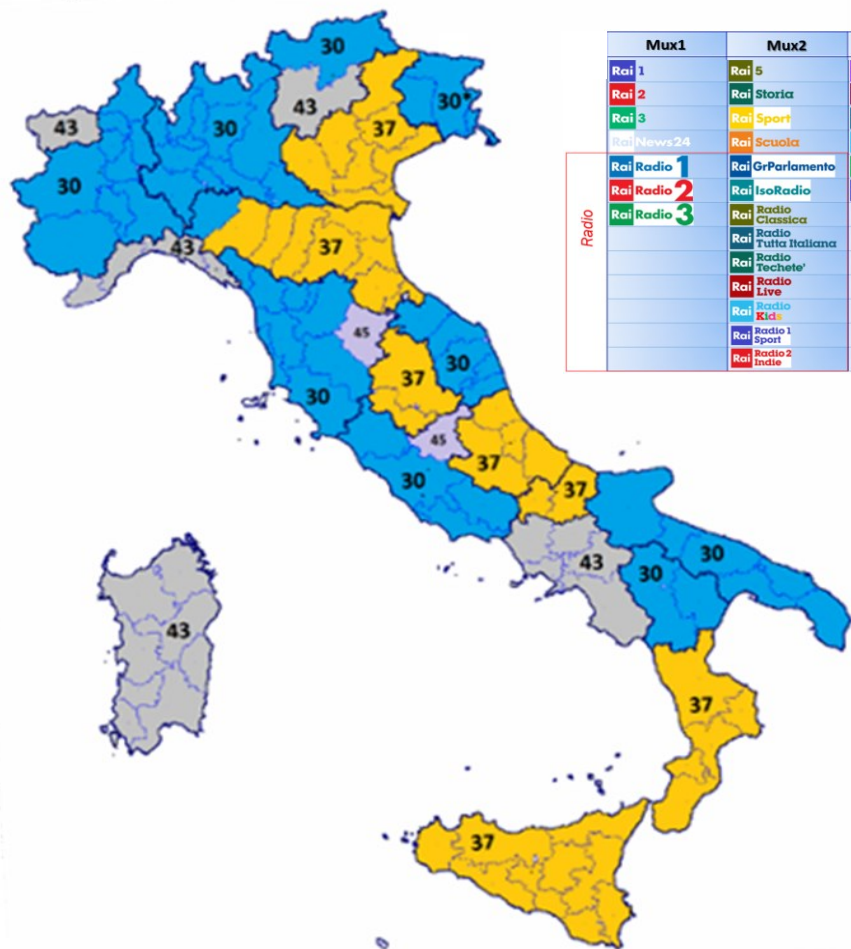 Mux1 Mux2
Rai 1 Rai 5
Rai 2 Rai Storia
Rai 3 Rai Sport
Rai News24 Rai Scuola
Radio
Rai Radio 1 Rai GrParlamento
Rai Radio 2 Rai IsoRadio
Rai Radio 3 Rai Radio Classica
Rai Radio Tutta Italiana
Rai Radio Techete'
Rai Radio Live
Rai Radio Kids
Rai Radio 1 Sport
Rai Radio 2 Indie
30
43
30
30
43
37
30
43
37
45
30
37
30
45
37
30
37
43
30
30
43
37
37